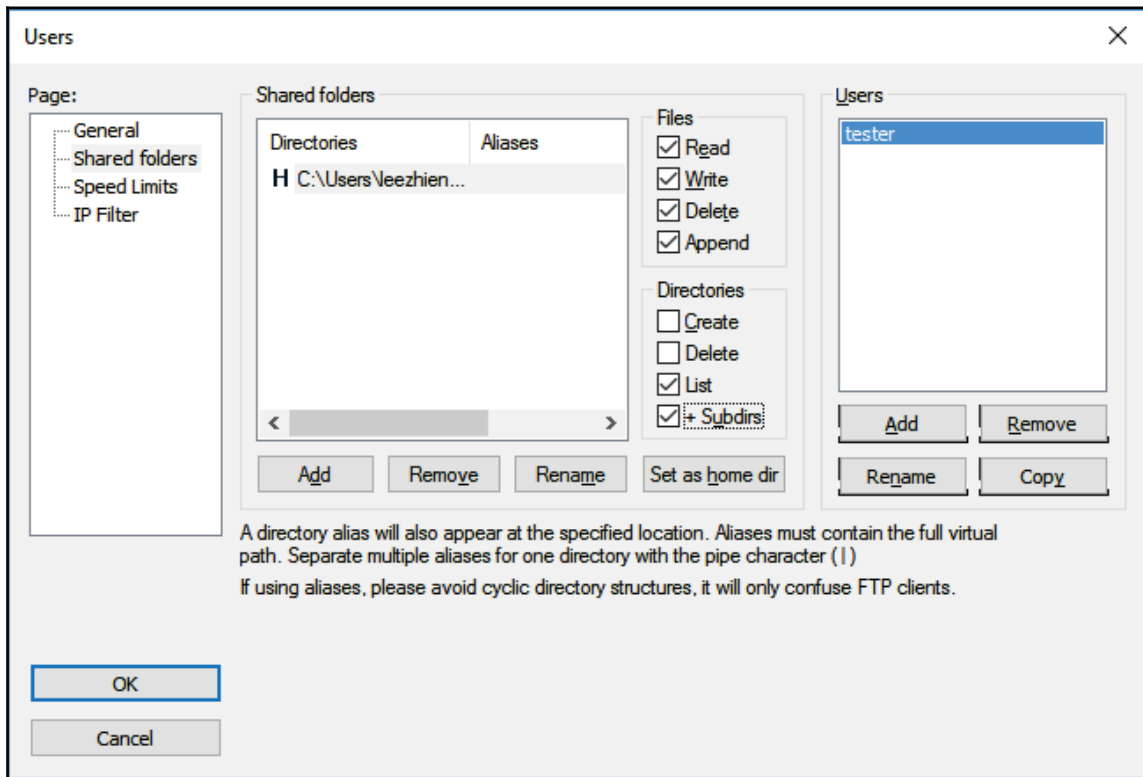 Users
Page:
General
Shared folders
Speed Limits
IP Filter
Shared folders
Directories Aliases
H C:\Users\leezhien...
Add Remove Rename Set as home dir
Files
Read
Write
Delete
Append
Directories
Create
Delete
List
+ Subdirs
Users
tester
Add Remove
Rename Copy
A directory alias will also appear at the specified location. Aliases must contain the full virtual
path. Separate multiple aliases for one directory with the pipe character (|)
If using aliases, please avoid cyclic directory structures, it will only confuse FTP clients.
OK
Cancel